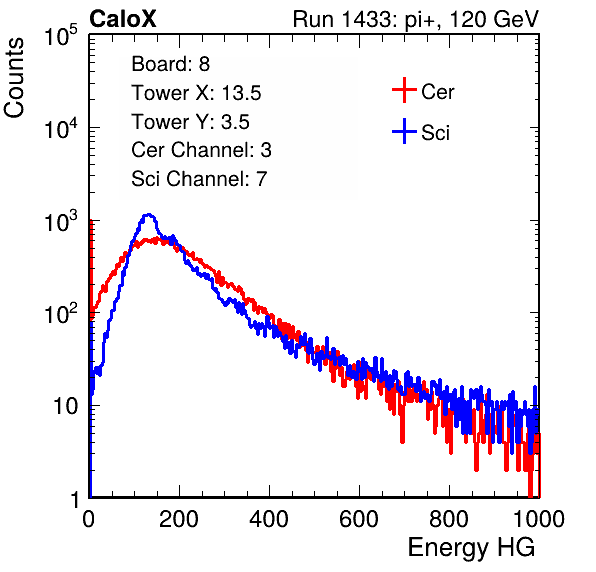 CaloX Run 1433: pi+, 120 GeV
Counts
10^5
10^4
10^3
10^2
10
1
Board: 8
Tower X: 13.5
Tower Y: 3.5
Cer Channel: 3
Sci Channel: 7
Cer
Sci
0 200 400 600 800 1000
Energy HG